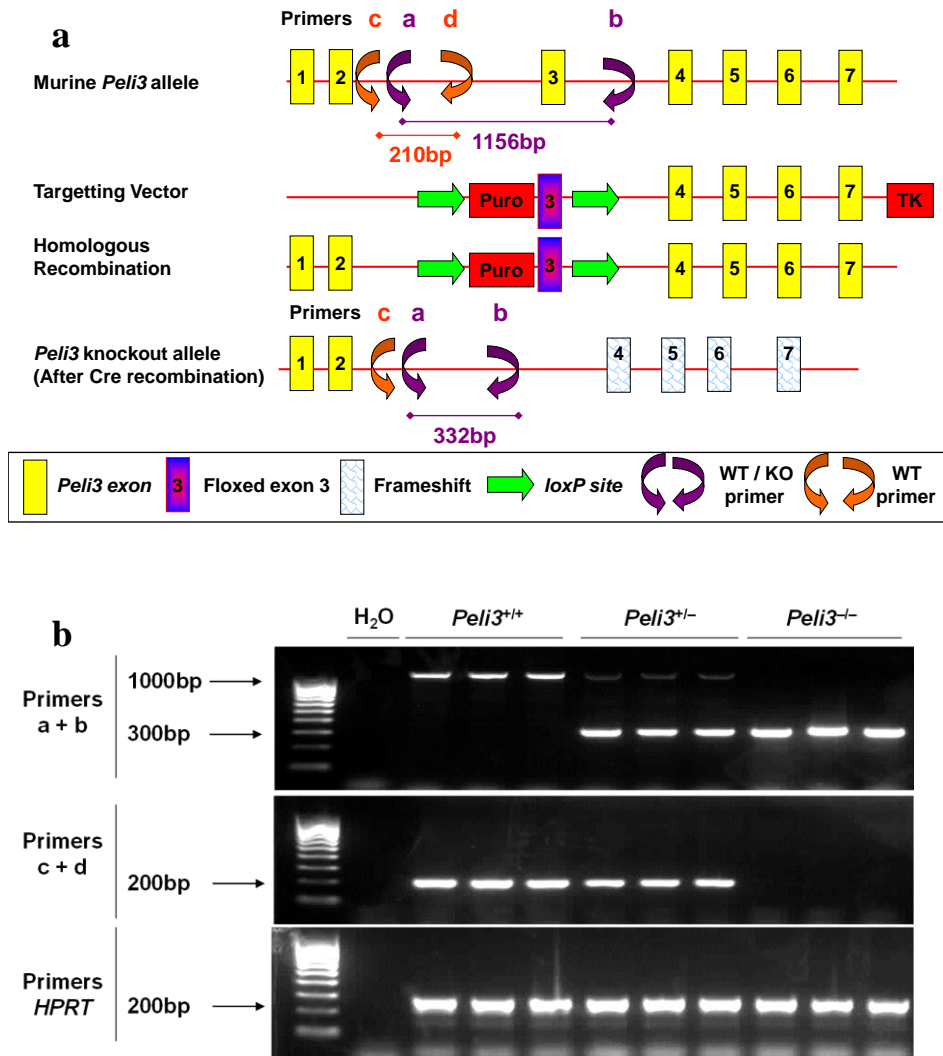 a
Primers c a d b
Murine Peli3 allele 1 2 3 4 5 6 7
1156bp
210bp
Targetting Vector Puro 3 4 5 6 7 TK
Homologous
Recombination 1 2 Puro 3 4 5 6 7
Primers c a b
Peli3 knockout allele
(After Cre recombination) 1 2 4 5 6 7
332bp
Peli3 exon 3 Floxed exon 3 Frameshift loxP site WT / KO primer WT primer
b
H₂O Peli3+/+ Peli3+/– Peli3–/–
Primers
a + b
1000bp
300bp
Primers
c + d
200bp
Primers
HPRT
200bp